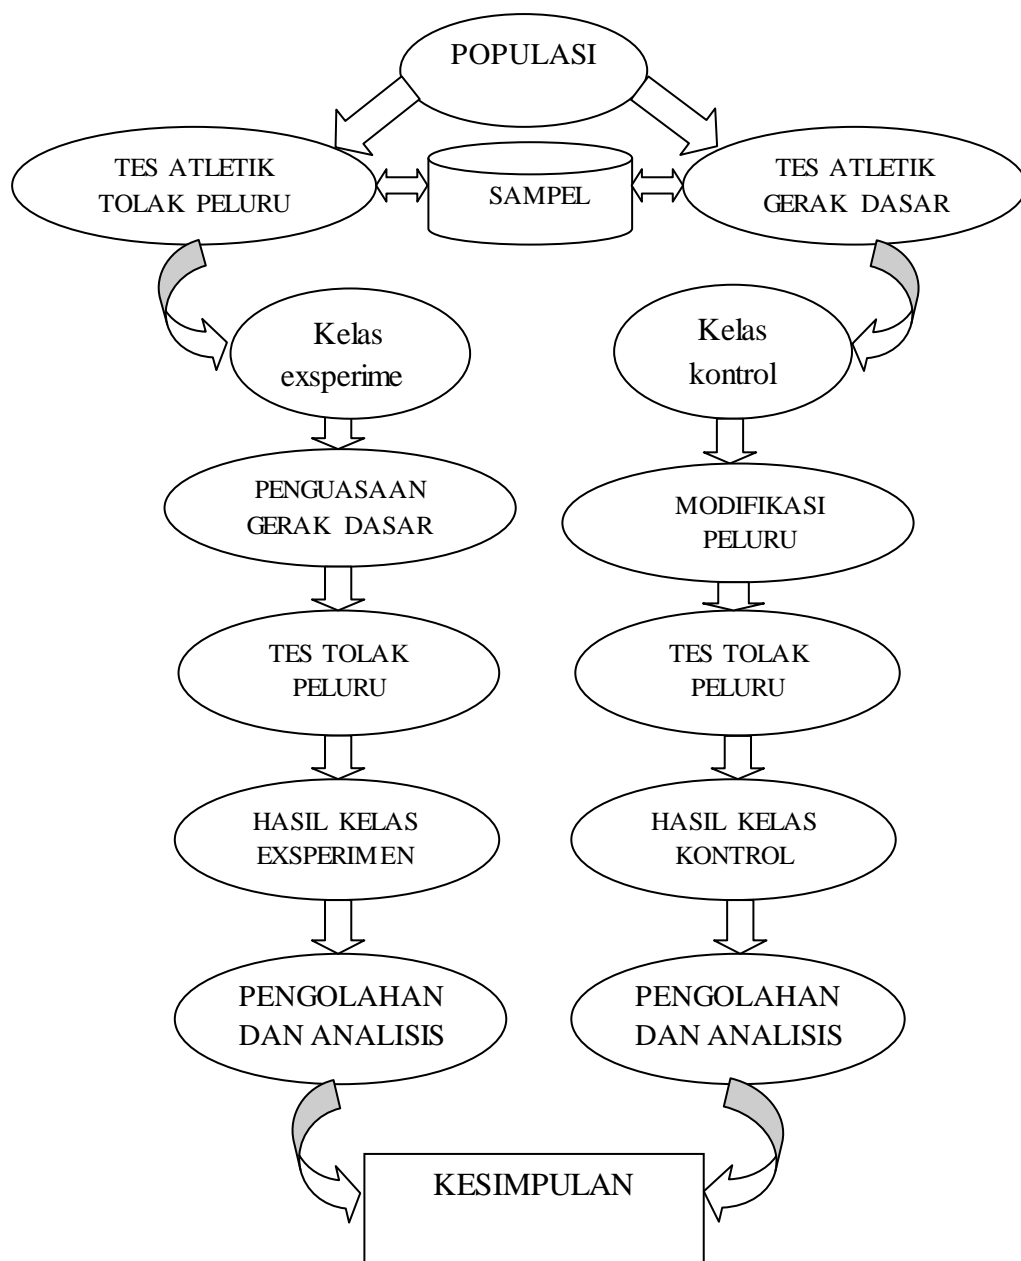 POPULASI
TES ATLETIK
TOLAK PELURU
SAMPEL
TES ATLETIK
GERAK DASAR
Kelas
exsperime
Kelas
kontrol
PENGUASAAN
GERAK DASAR
MODIFIKASI
PELURU
TES TOLAK
PELURU
TES TOLAK
PELURU
HASIL KELAS
EXSPERIMEN
HASIL KELAS
KONTROL
PENGOLAHAN
DAN ANALISIS
PENGOLAHAN
DAN ANALISIS
KESIMPULAN